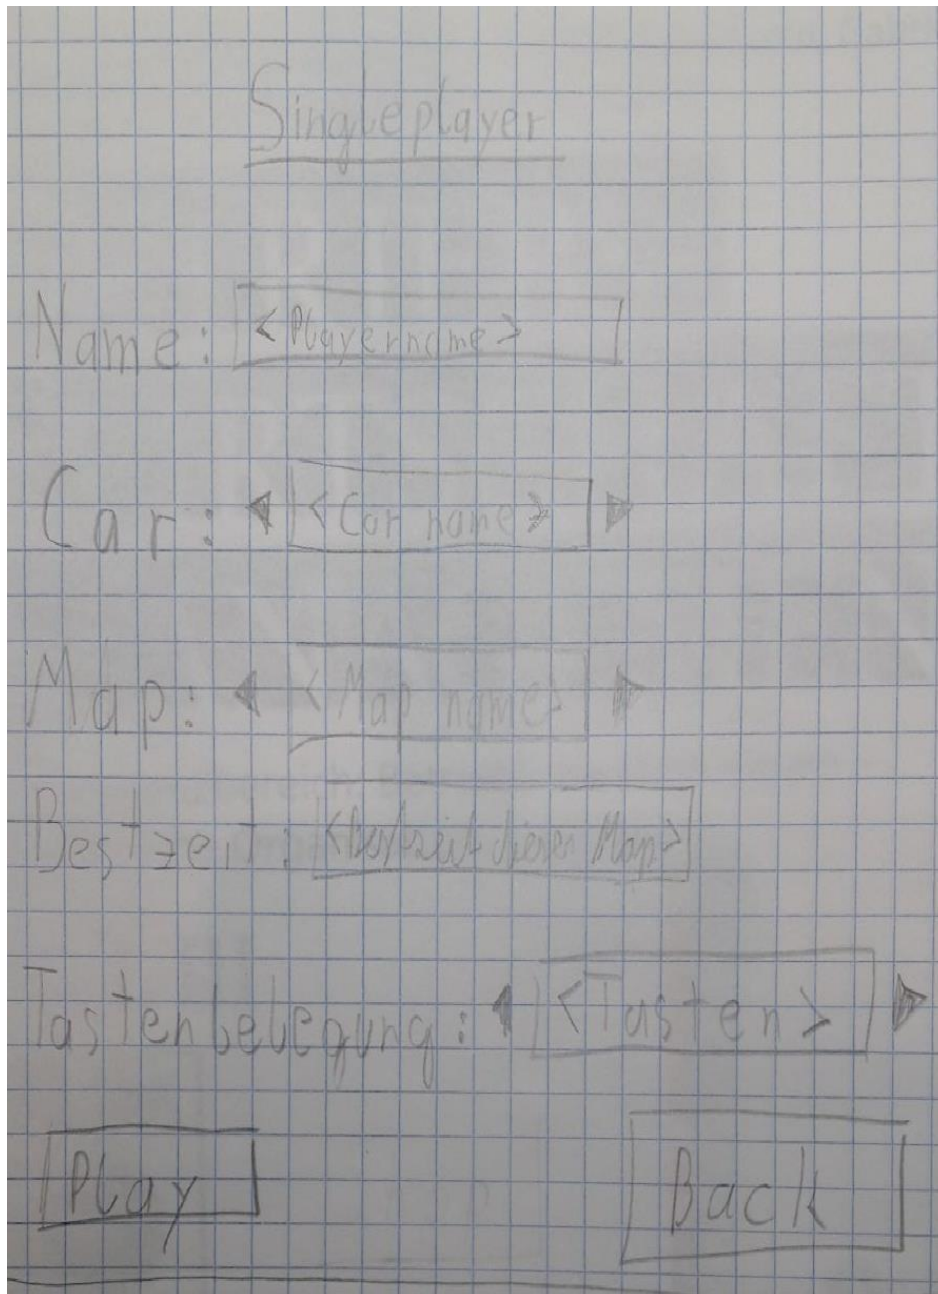 Singleplayer
Name: <Playername>
Car: ◄ <Car name> ►
Map: ◄ <Map name> ►
Bestzeit: <Bestzeit dieser Map>
Tastenbelegung: ◄ <Tasten> ►
Play Back